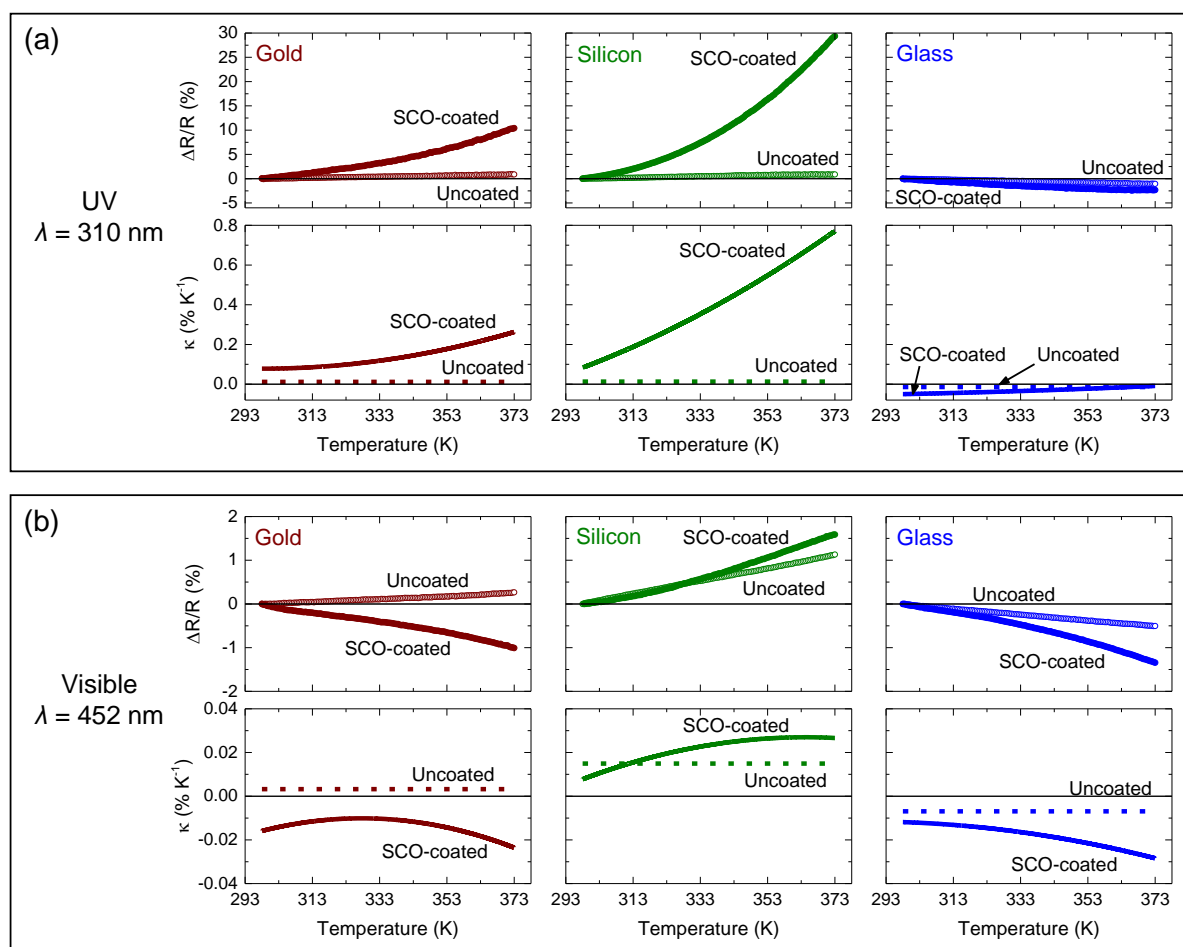 (a)
Gold
Silicon
Glass
ΔR/R (%)
30
25
20
15
10
5
0
-5
SCO-coated
Uncoated
SCO-coated
Uncoated
Uncoated
SCO-coated
UV
λ = 310 nm
κ (% K⁻¹)
0.8
0.6
0.4
0.2
0.0
SCO-coated
Uncoated
SCO-coated
Uncoated
SCO-coated
Uncoated
293 313 333 353 373
293 313 333 353 373
293 313 333 353 373
Temperature (K)
Temperature (K)
Temperature (K)
(b)
Gold
Silicon
Glass
ΔR/R (%)
2
1
0
-1
-2
Uncoated
SCO-coated
SCO-coated
Uncoated
Uncoated
SCO-coated
Visible
λ = 452 nm
κ (% K⁻¹)
0.04
0.02
0.00
-0.02
-0.04
Uncoated
SCO-coated
SCO-coated
Uncoated
Uncoated
SCO-coated
293 313 333 353 373
293 313 333 353 373
293 313 333 353 373
Temperature (K)
Temperature (K)
Temperature (K)